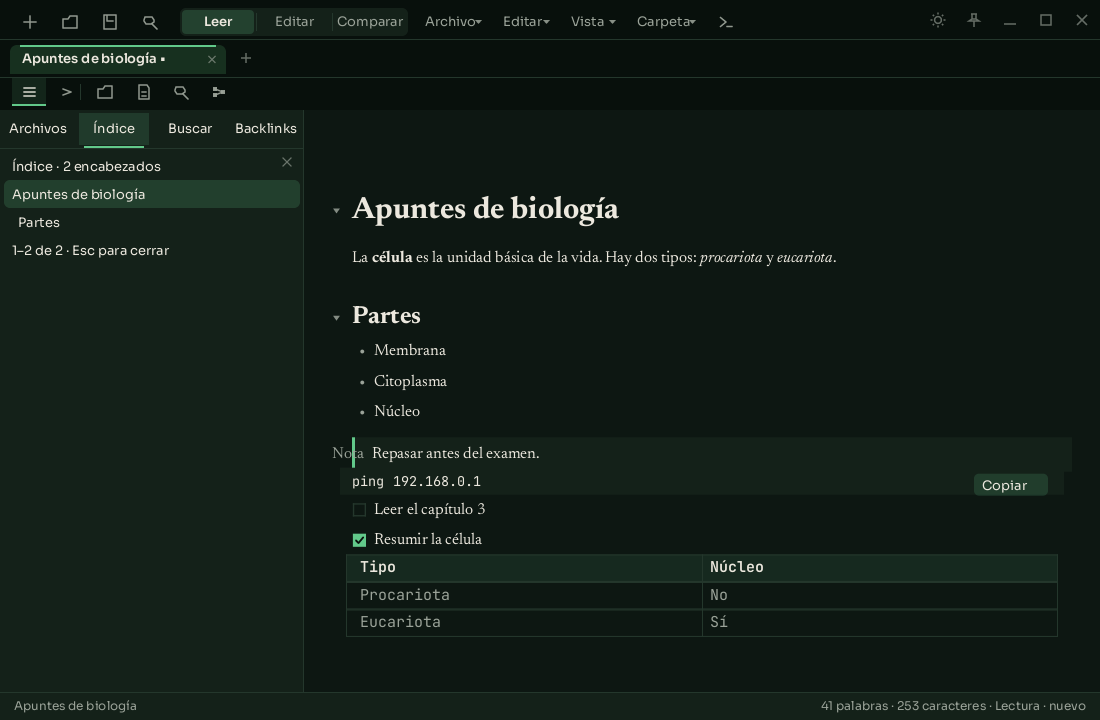 Leer Editar Comparar Archivo Editar Vista Carpeta
Apuntes de biología •
Archivos Índice Buscar Backlinks
Índice · 2 encabezados
Apuntes de biología
Partes
1–2 de 2 · Esc para cerrar
Apuntes de biología
La célula es la unidad básica de la vida. Hay dos tipos: procariota y eucariota.
Partes
• Membrana
• Citoplasma
• Núcleo
Nota Repasar antes del examen.
ping 192.168.0.1 Copiar
Leer el capítulo 3
Resumir la célula
Tipo Núcleo
Procariota No
Eucariota Sí
Apuntes de biología 41 palabras · 253 caracteres · Lectura · nuevo